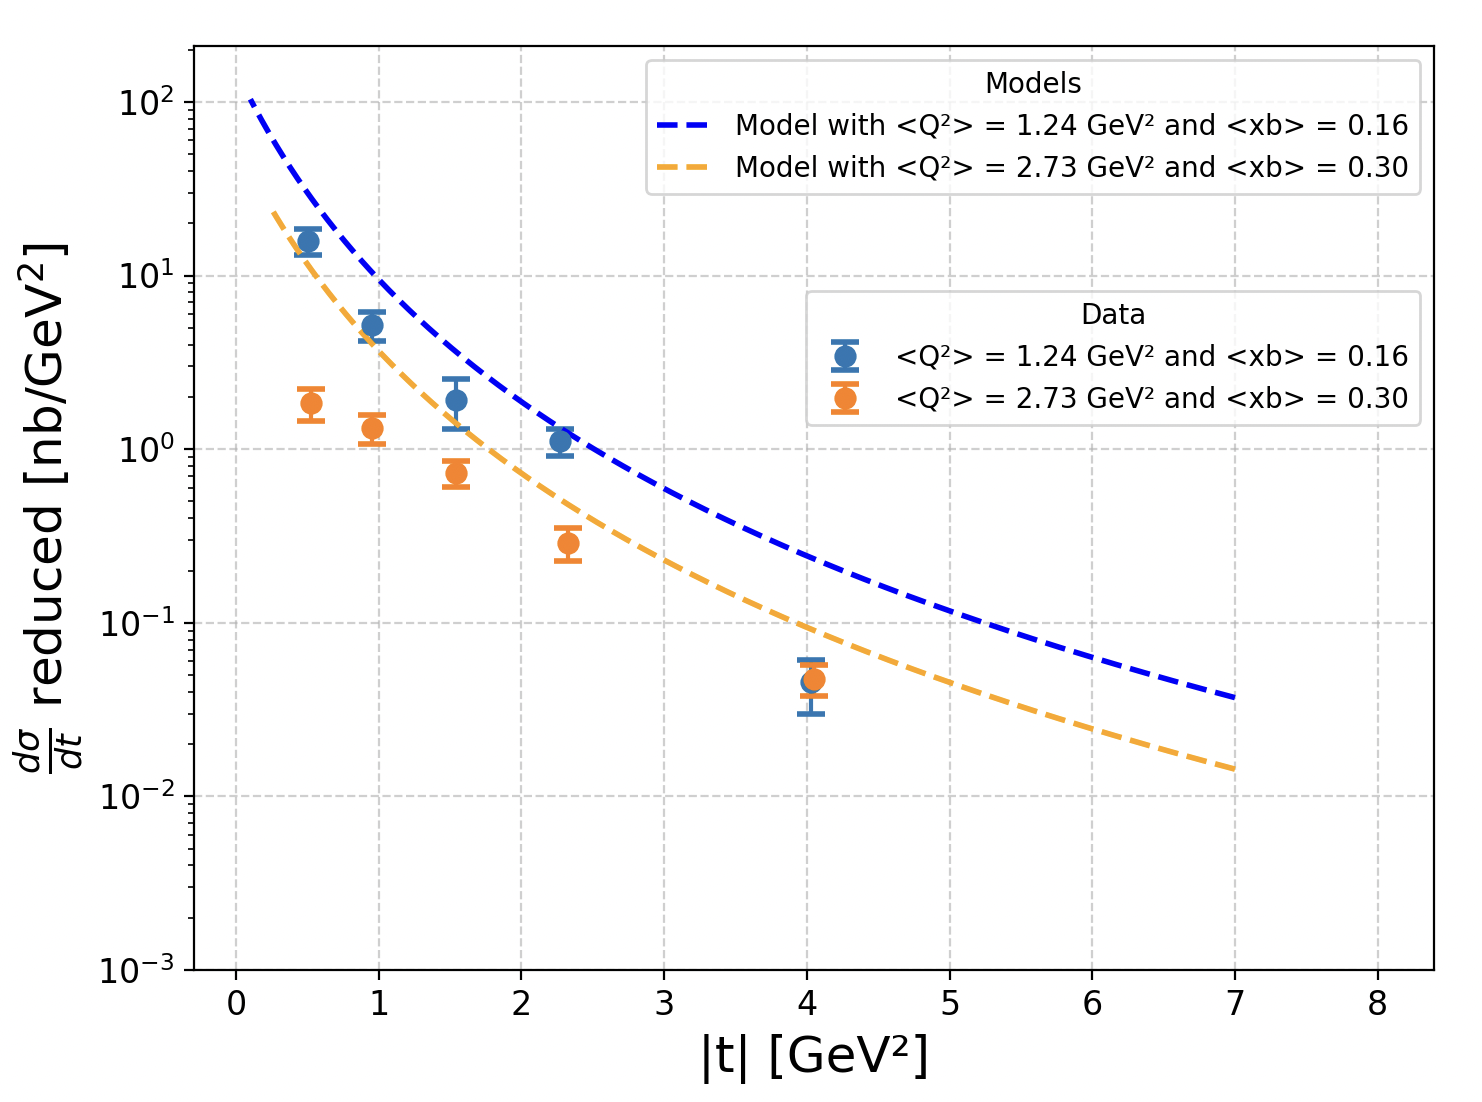 Models
Model with <Q²> = 1.24 GeV² and <xb> = 0.16
Model with <Q²> = 2.73 GeV² and <xb> = 0.30
Data
<Q²> = 1.24 GeV² and <xb> = 0.16
<Q²> = 2.73 GeV² and <xb> = 0.30
dσ/dt reduced [nb/GeV²]
10²
10¹
10⁰
10⁻¹
10⁻²
10⁻³
0 1 2 3 4 5 6 7 8
|t| [GeV²]